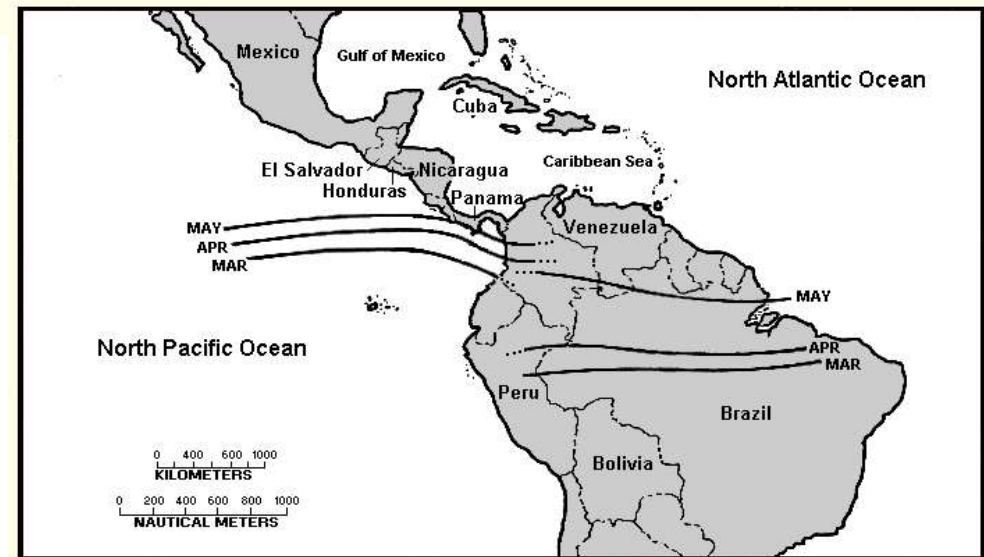 Mexico
Gulf of Mexico
North Atlantic Ocean
Cuba
Caribbean Sea
El Salvador
Nicaragua
Honduras
Panama
Venezuela
MAY
APR
MAR
MAY
North Pacific Ocean
APR
MAR
Peru
Brazil
Bolivia
0 400 600 1000
KILOMETERS
0 200 400 600 800 1000
NAUTICAL METERS